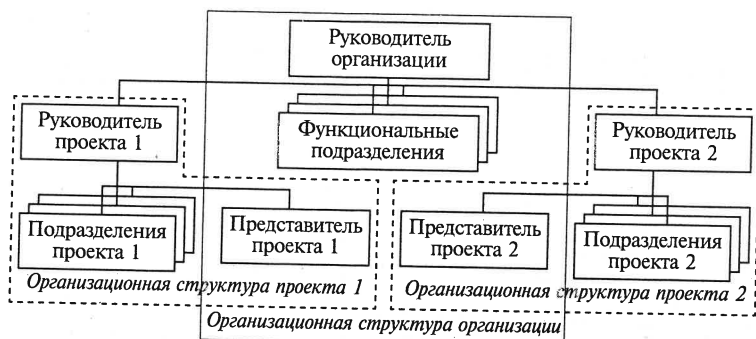 Руководитель
организации
Руководитель
проекта 1
Функциональные
подразделения
Руководитель
проекта 2
Подразделения
проекта 1
Представитель
проекта 1
Представитель
проекта 2
Подразделения
проекта 2
Организационная структура проекта 1
Организационная структура проекта 2
Организационная структура организации